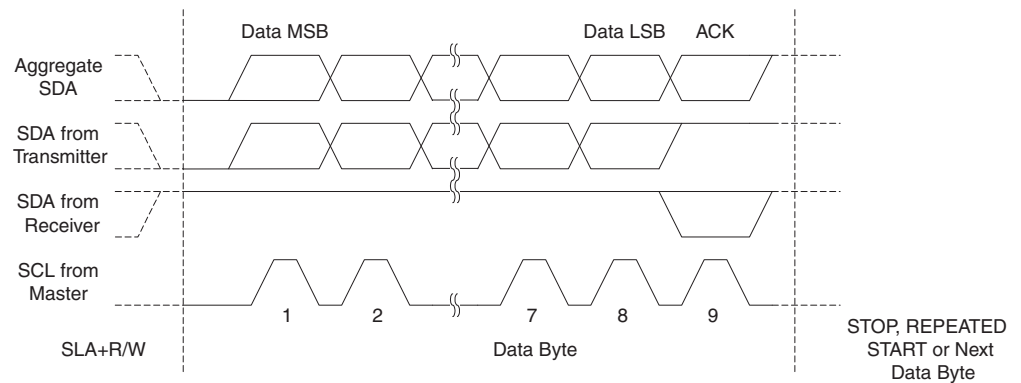 Data MSB
Data LSB
ACK
Aggregate
SDA
SDA from
Transmitter
SDA from
Receiver
SCL from
Master
1
2
7
8
9
SLA+R/W
Data Byte
STOP, REPEATED
START or Next
Data Byte